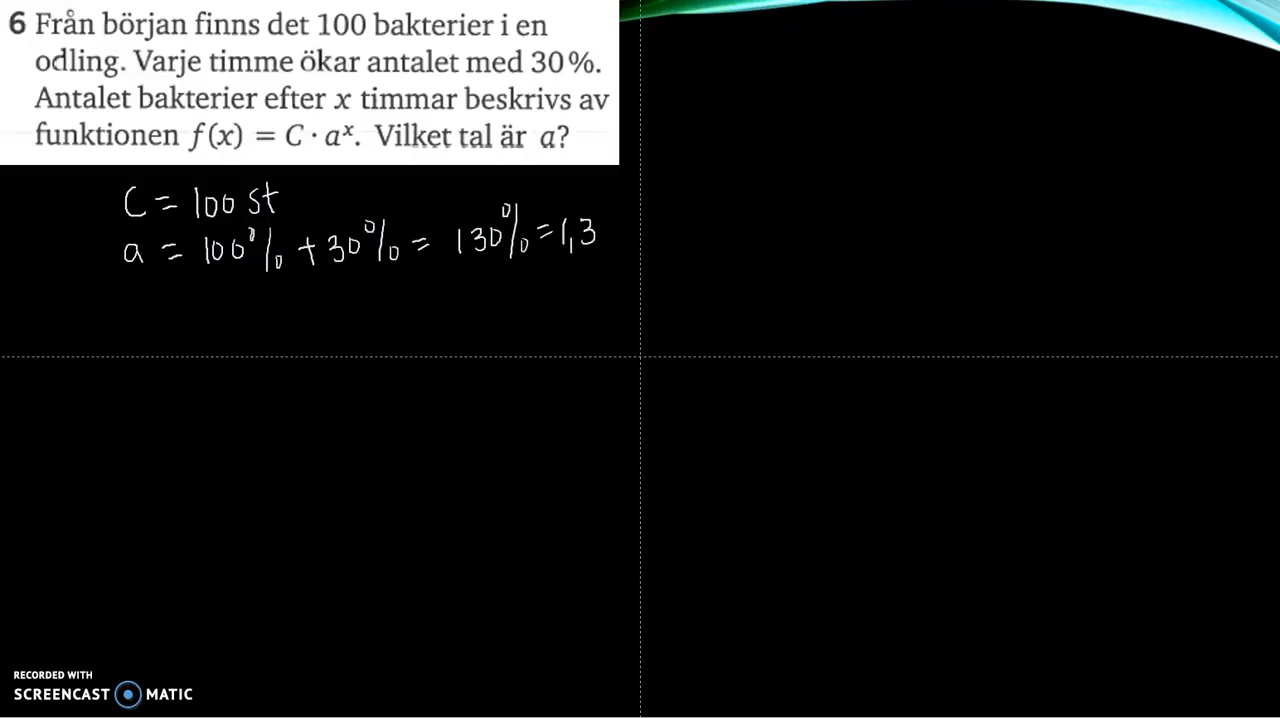 6 Från början finns det 100 bakterier i en
odling. Varje timme ökar antalet med 30 %.
Antalet bakterier efter x timmar beskrivs av
funktionen f(x) = C · aˣ. Vilket tal är a?
C = 100 st
a = 100% + 30% = 130% = 1,3
RECORDED WITH
SCREENCAST MATIC